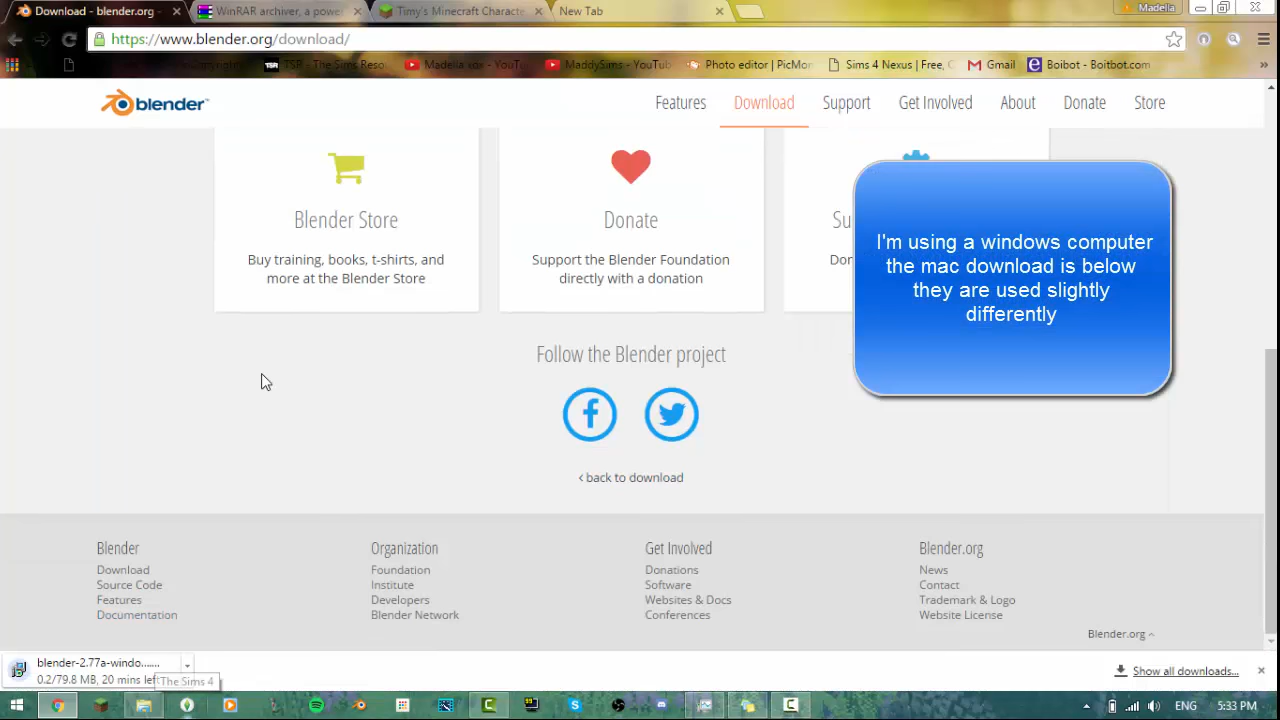 Download - blender.org -
WinRAR archiver, a powe
Timy's Minecraft Characte
New Tab
Madella
https://www.blender.org/download/
TSP - The Sims Reso
Madella xox - YouTu
MaddySims - YouTub
Photo editor | PicMon
Sims 4 Nexus | Free, C
Gmail
Boibot - Boitbot.com
»
blender™
Features
Download
Support
Get Involved
About
Donate
Store
Blender Store
Buy training, books, t-shirts, and
more at the Blender Store
Donate
Support the Blender Foundation
directly with a donation
I'm using a windows computer
the mac download is below
they are used slightly
differently
Follow the Blender project
‹ back to download
Blender
Download
Source Code
Features
Documentation
Organization
Foundation
Institute
Developers
Blender Network
Get Involved
Donations
Software
Websites & Docs
Conferences
Blender.org
News
Contact
Trademark & Logo
Website License
Blender.org
blender-2.77a-windo......
0.2/79.8 MB, 20 mins left
The Sims 4
Show all downloads...
ENG
5:33 PM